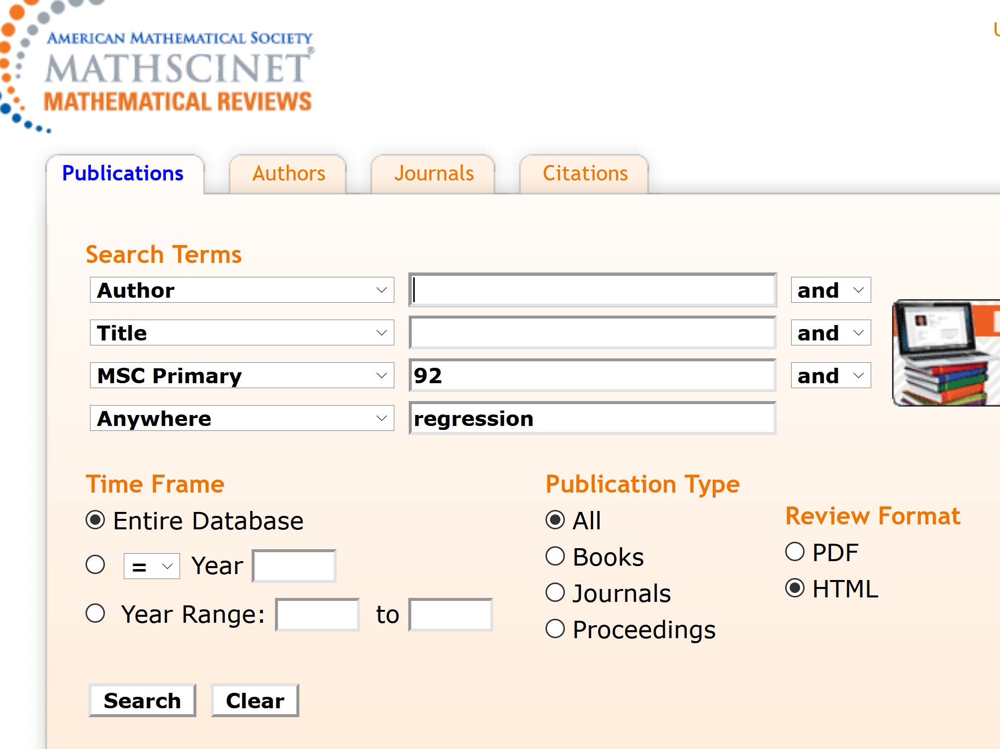 AMERICAN MATHEMATICAL SOCIETY
MATHSCINET®
MATHEMATICAL REVIEWS
Publications Authors Journals Citations
Search Terms
Author and
Title and
MSC Primary 92 and
Anywhere regression
Time Frame
Entire Database
= Year
Year Range: to
Publication Type
All
Books
Journals
Proceedings
Review Format
PDF
HTML
Search Clear